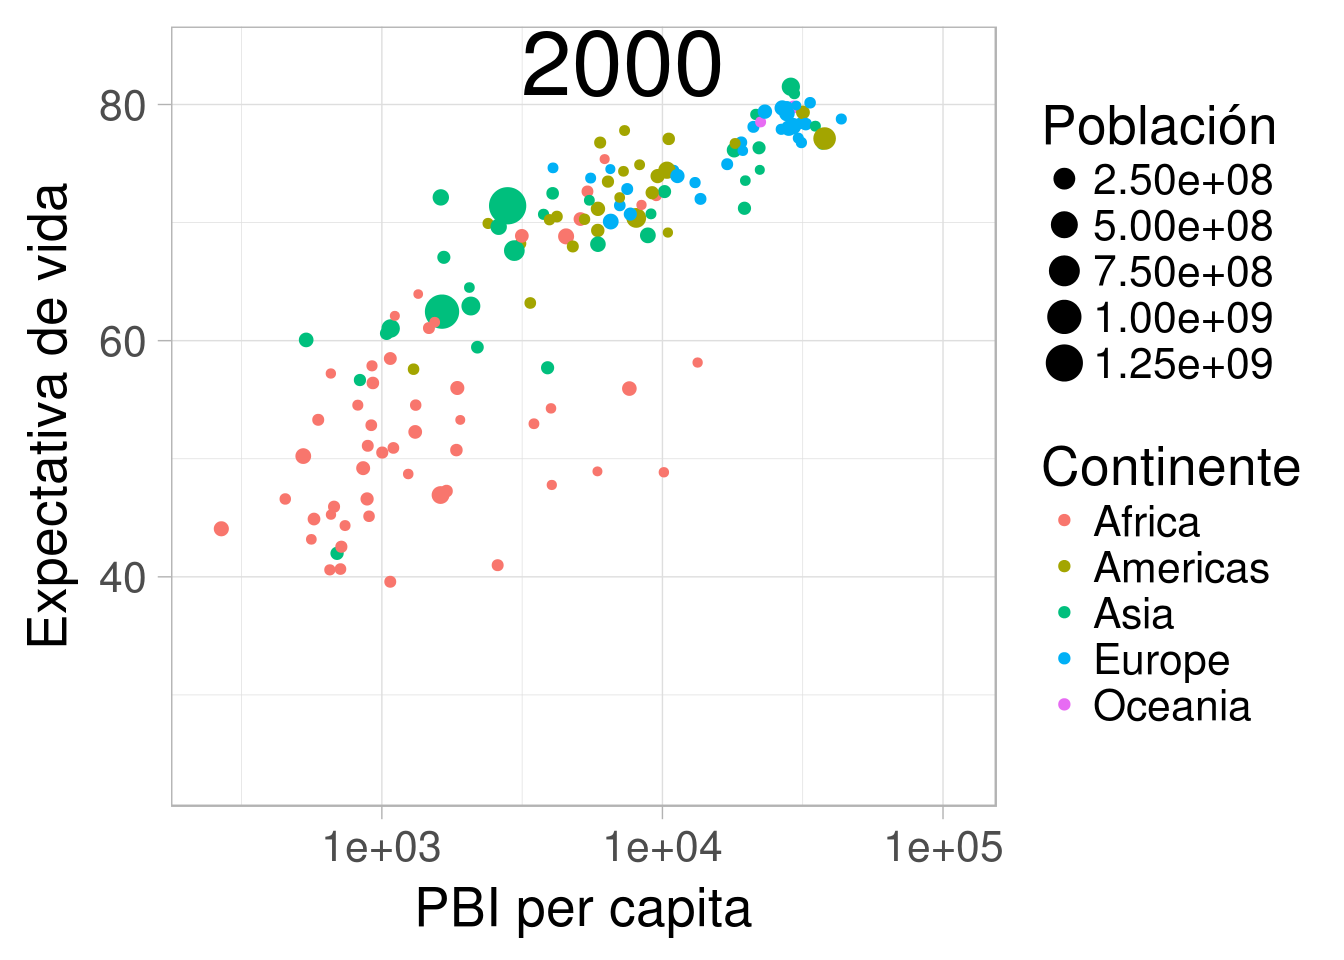 2000
80
60
40
Expectativa de vida
1e+03
1e+04
1e+05
PBI per capita
Población
2.50e+08
5.00e+08
7.50e+08
1.00e+09
1.25e+09
Continente
Africa
Americas
Asia
Europe
Oceania